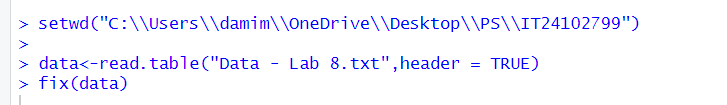 > setwd("C:\\Users\\damim\\OneDrive\\Desktop\\PS\\IT24102799")
>
> data<-read.table("Data - Lab 8.txt",header = TRUE)
> fix(data)